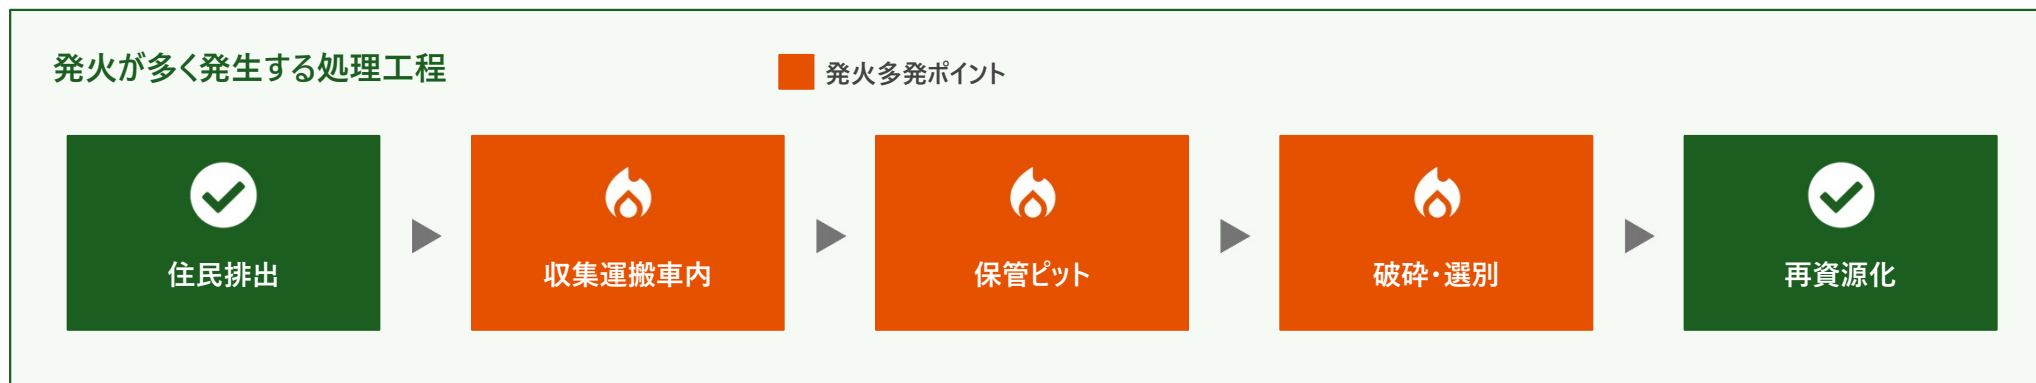 発火が多く発生する処理工程
発火多発ポイント
住民排出
収集運搬車内
保管ピット
破砕・選別
再資源化